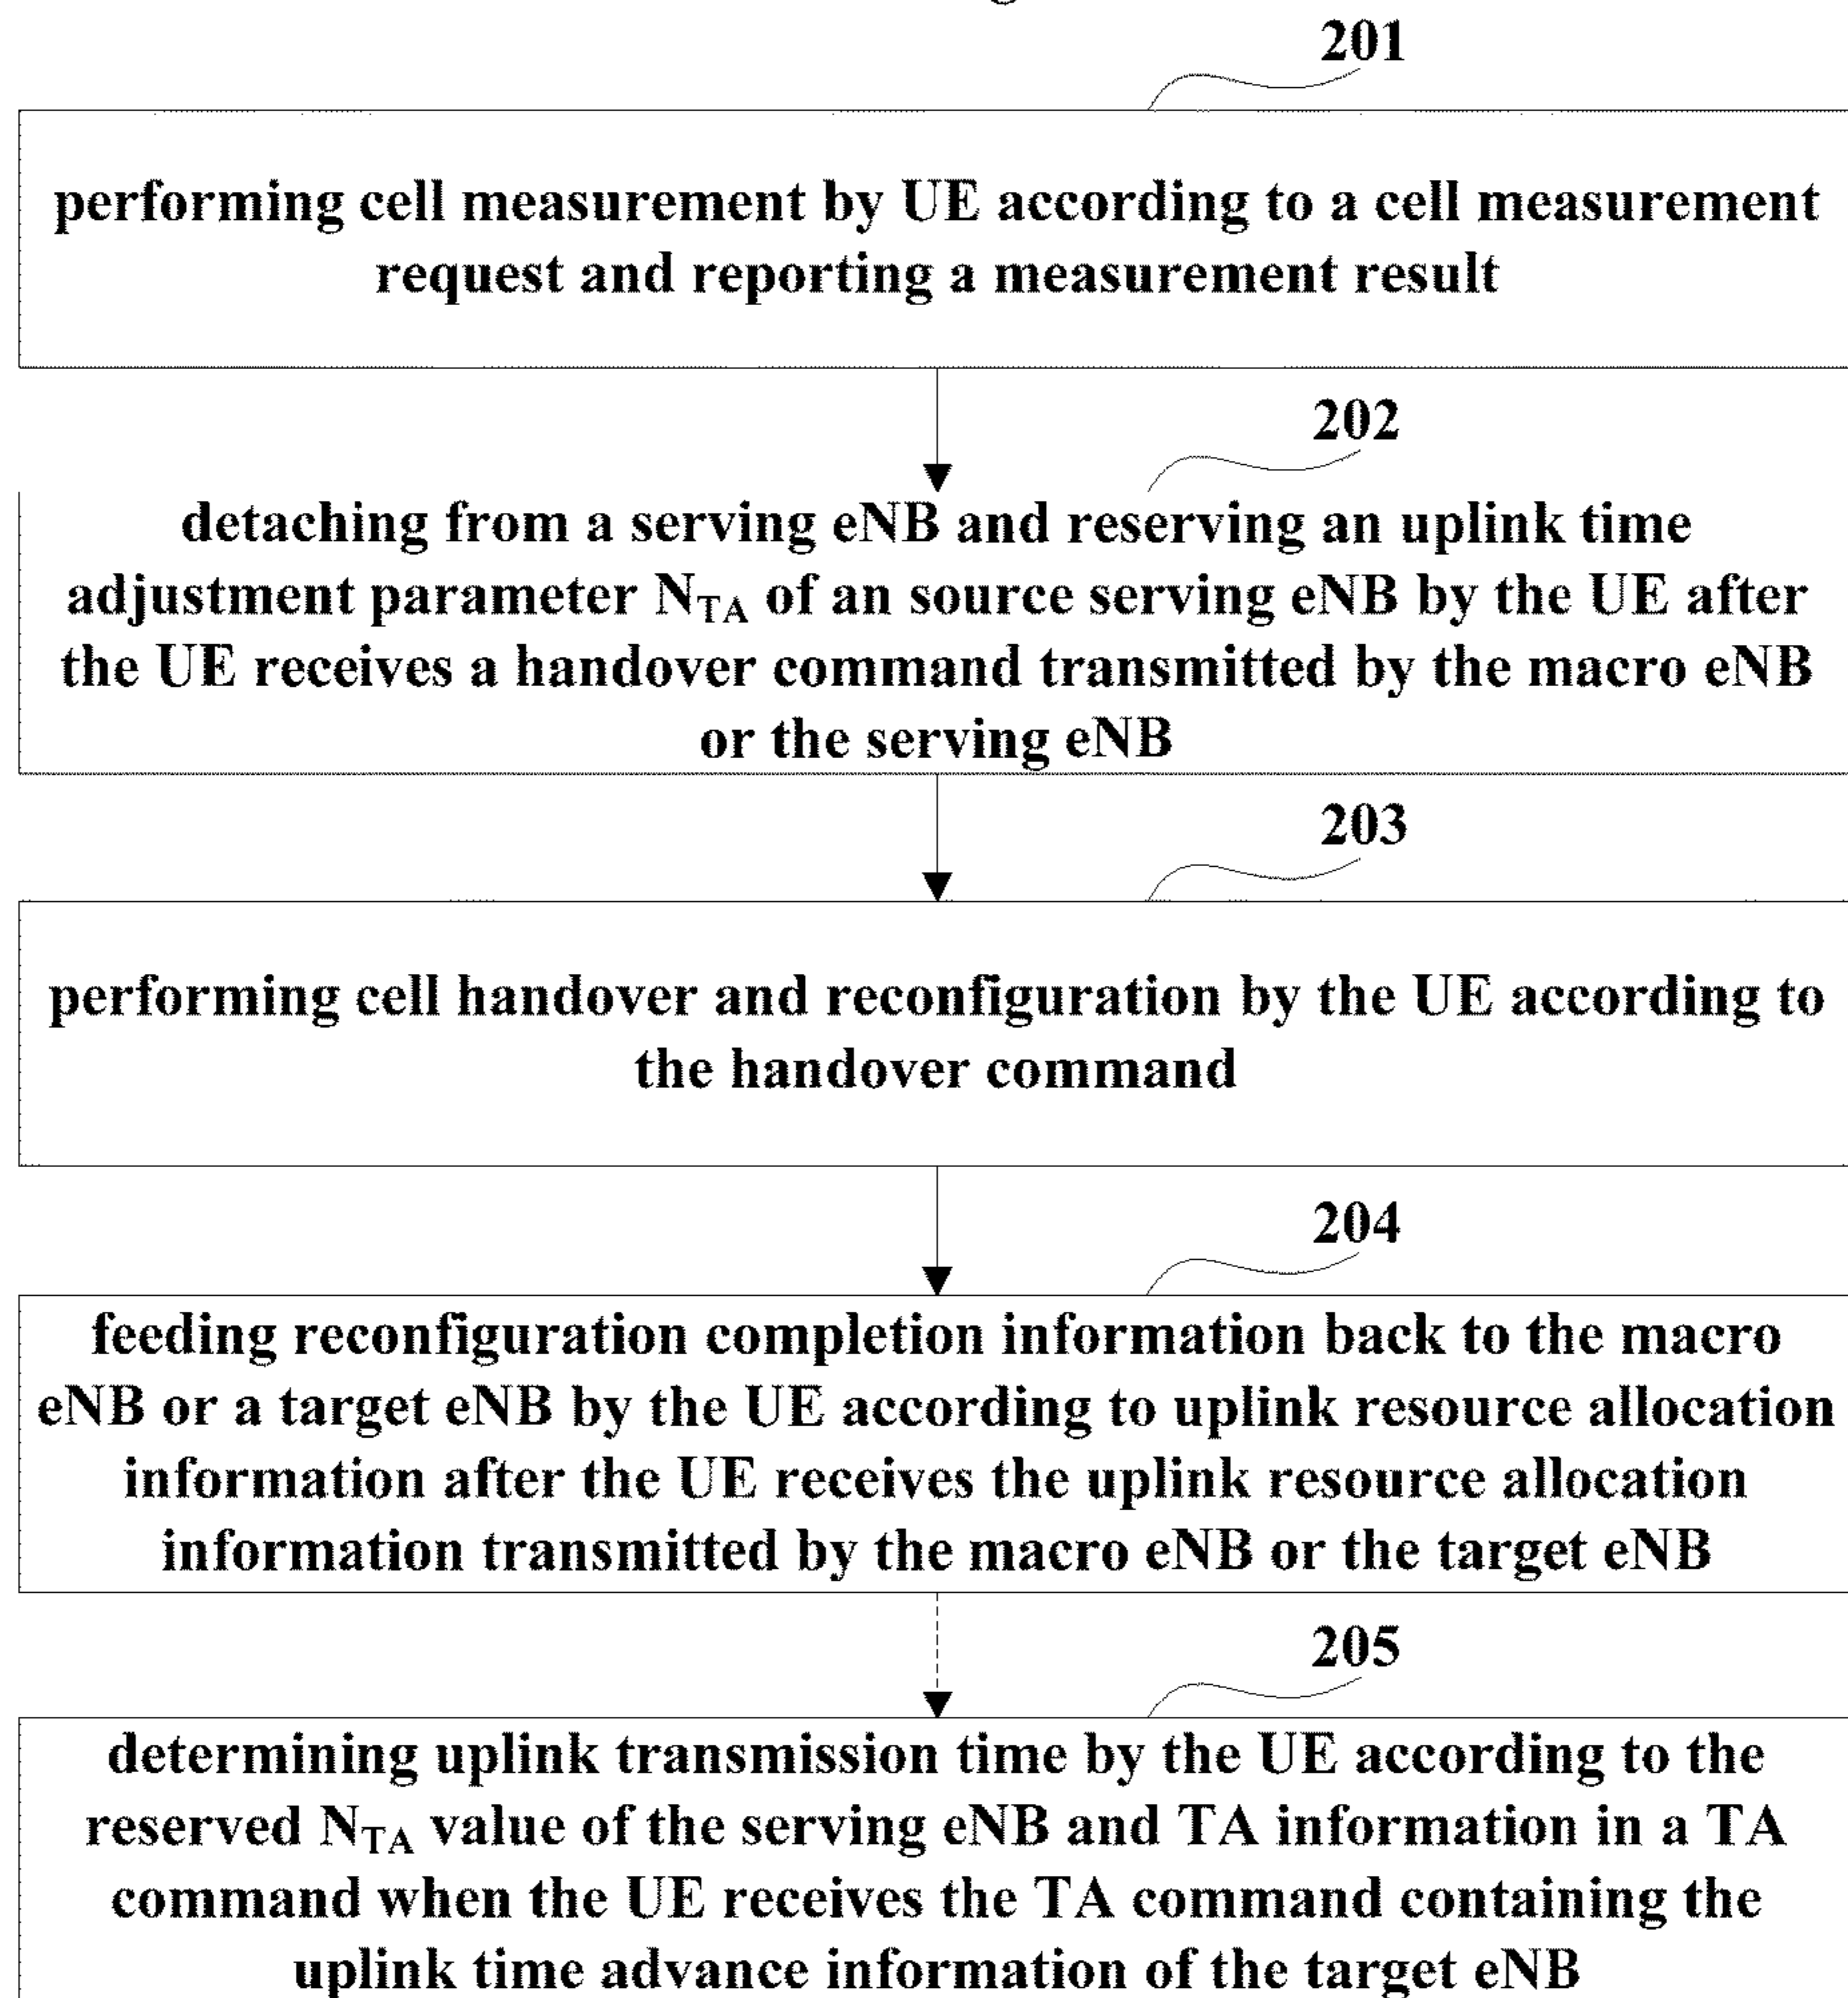 201
performing cell measurement by UE according to a cell measurement
request and reporting a measurement result
202
detaching from a serving eNB and reserving an uplink time
adjustment parameter N_TA of an source serving eNB by the UE after
the UE receives a handover command transmitted by the macro eNB
or the serving eNB
203
performing cell handover and reconfiguration by the UE according to
the handover command
204
feeding reconfiguration completion information back to the macro
eNB or a target eNB by the UE according to uplink resource allocation
information after the UE receives the uplink resource allocation
information transmitted by the macro eNB or the target eNB
205
determining uplink transmission time by the UE according to the
reserved N_TA value of the serving eNB and TA information in a TA
command when the UE receives the TA command containing the
uplink time advance information of the target eNB